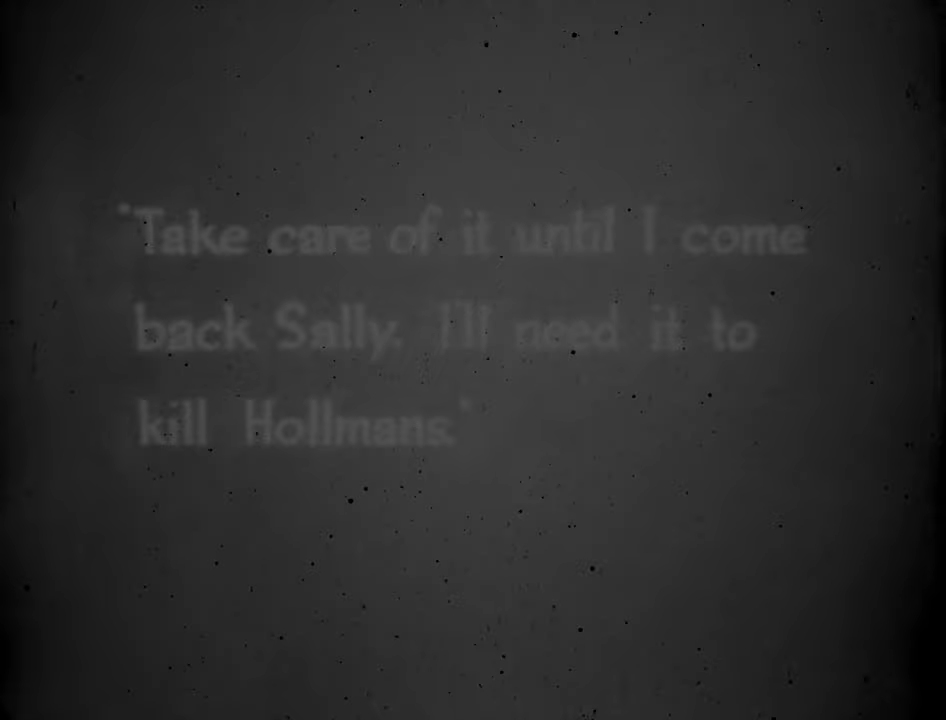 "Take care of it until I come
back Sally. I'll need it to
kill Hollmans."